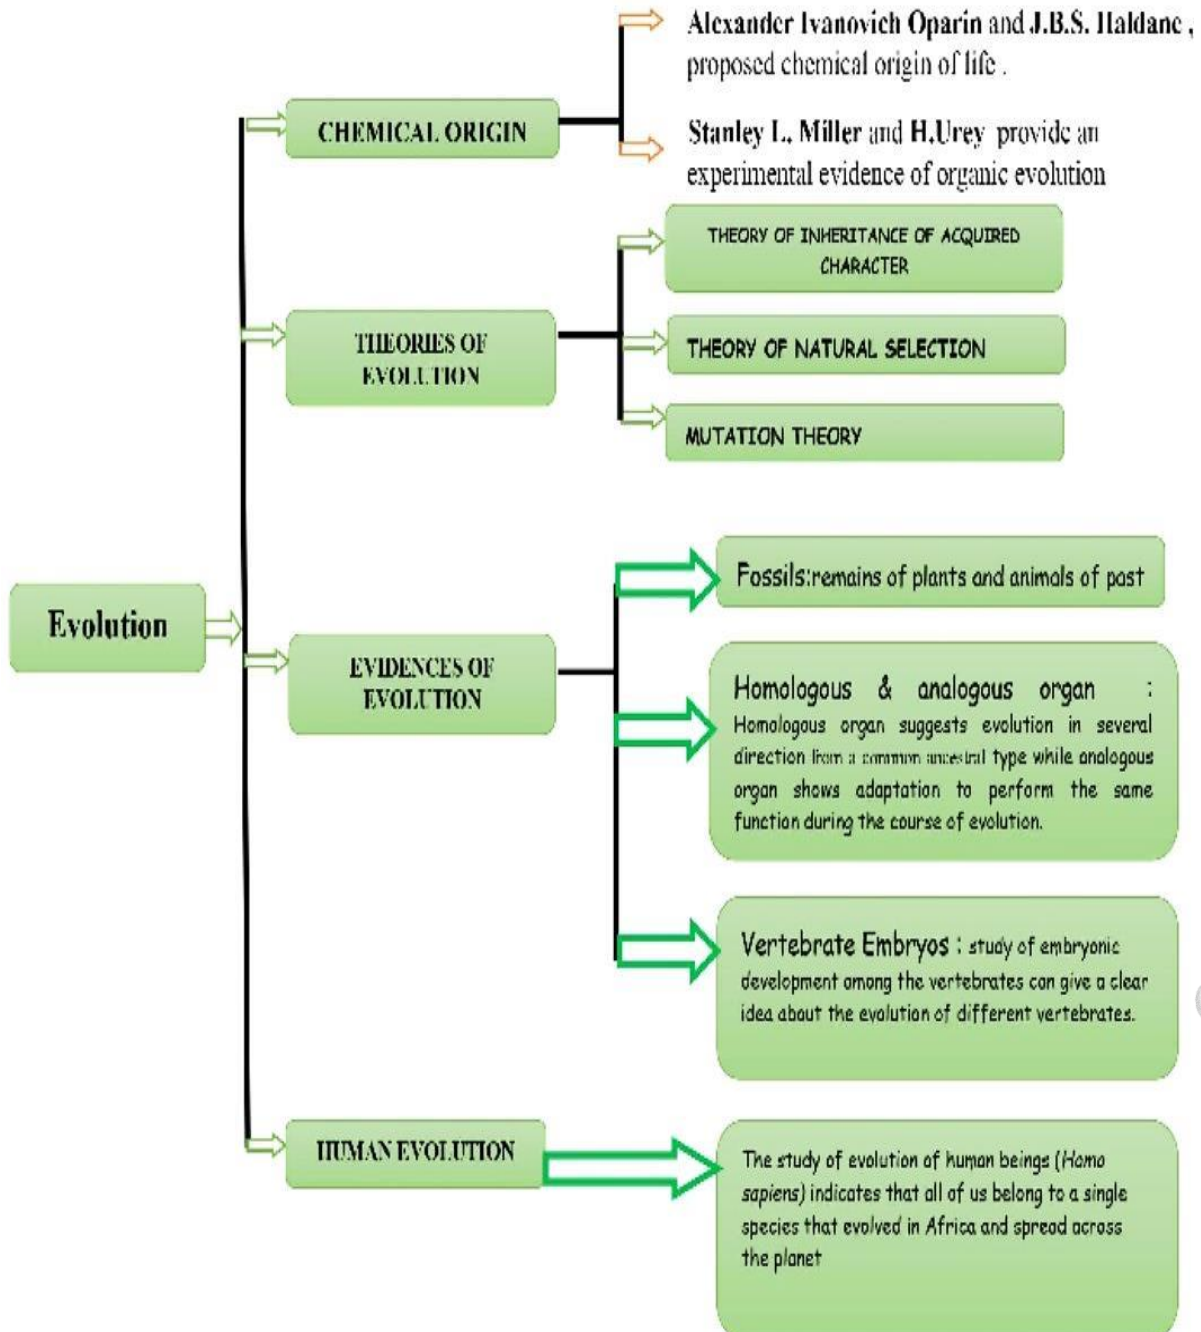 Alexander Ivanovich Oparin and J.B.S. Haldane ,
proposed chemical origin of life .
CHEMICAL ORIGIN
Stanley L. Miller and H.Urey provide an
experimental evidence of organic evolution
THEORY OF INHERITANCE OF ACQUIRED
CHARACTER
THEORIES OF
EVOLUTION
THEORY OF NATURAL SELECTION
MUTATION THEORY
Evolution
EVIDENCES OF
EVOLUTION
Fossils:remains of plants and animals of past
Homologous & analogous organ :
Homologous organ suggests evolution in several
direction from a common ancestral type while analogous
organ shows adaptation to perform the same
function during the course of evolution.
Vertebrate Embryos : study of embryonic
development among the vertebrates can give a clear
idea about the evolution of different vertebrates.
HUMAN EVOLUTION
The study of evolution of human beings (Homo
sapiens) indicates that all of us belong to a single
species that evolved in Africa and spread across
the planet